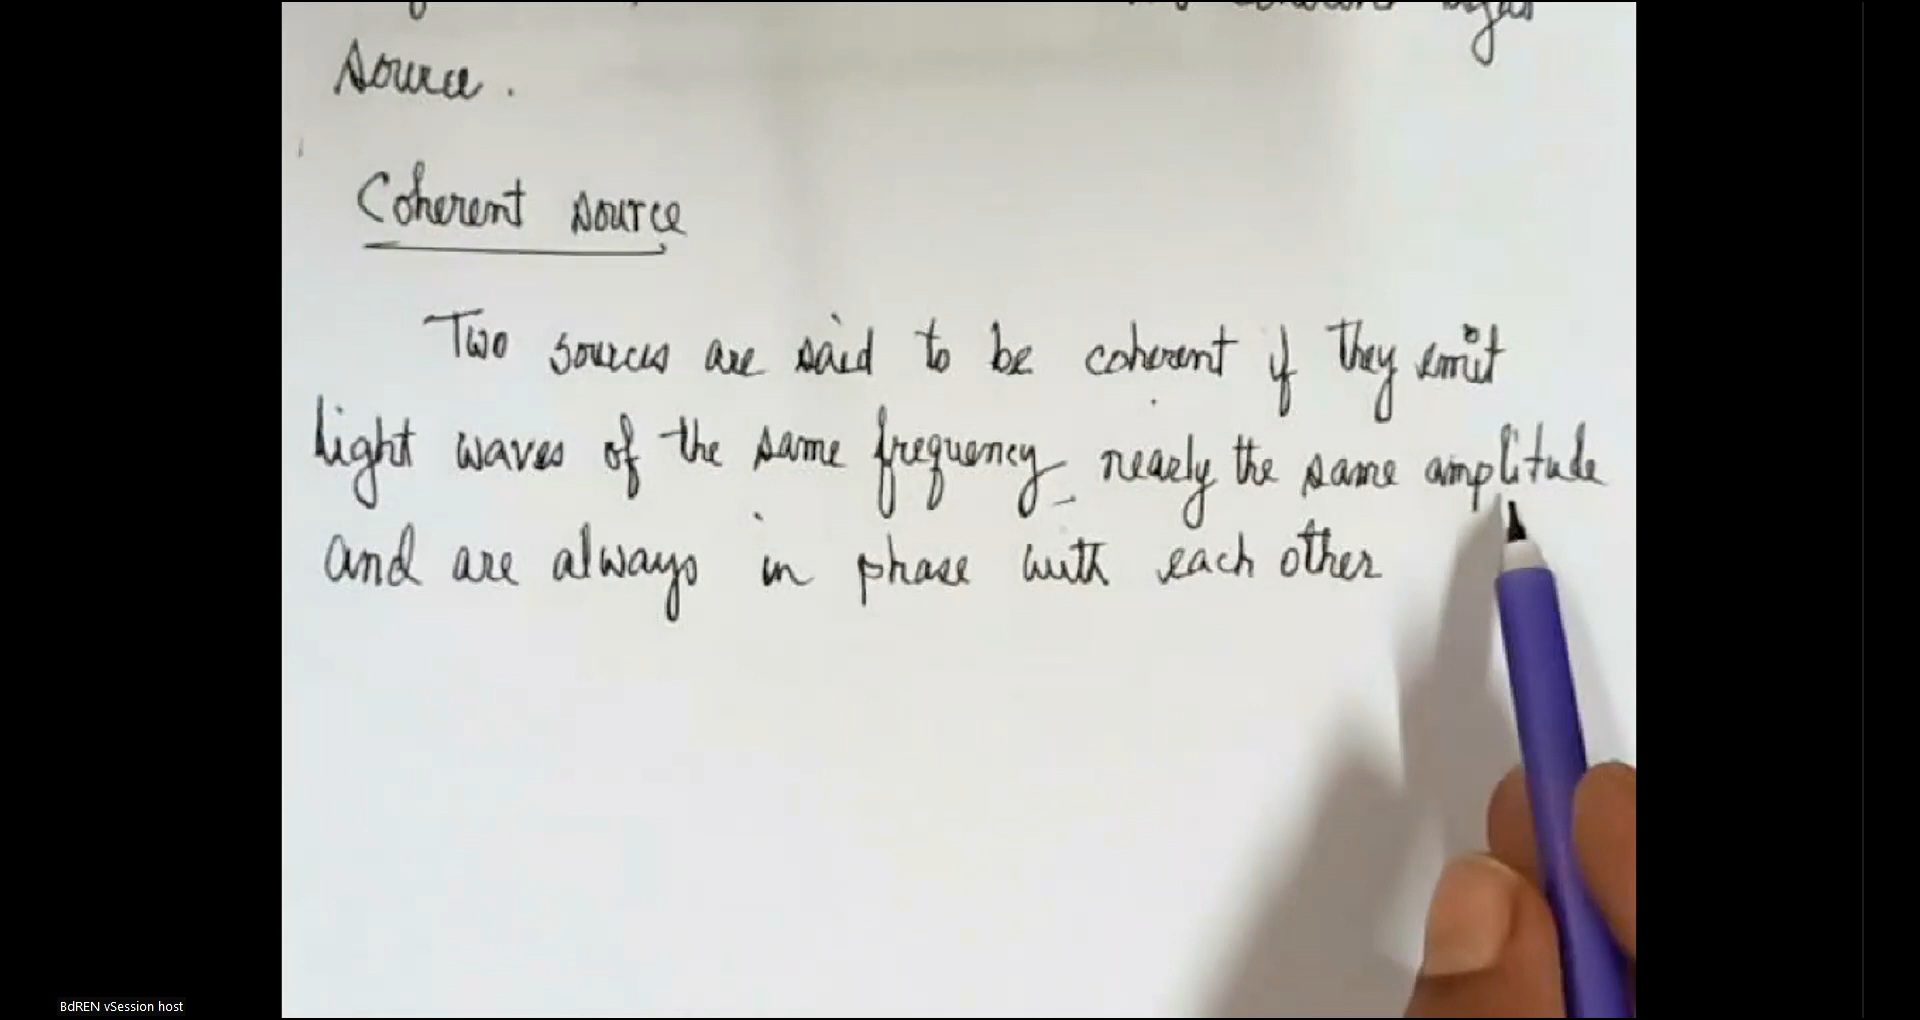 source.
Coherent source
Two sources are said to be coherent if they emit
light waves of the same frequency, nearly the same amplitude
and are always in phase with each other
BdREN vSession host